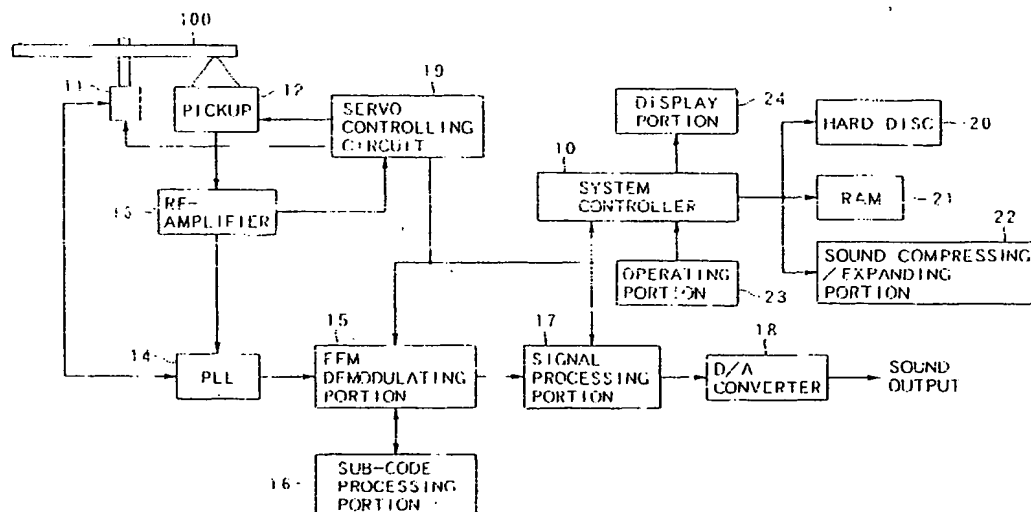 100
11
PICKUP
12
19
SERVO
CONTROLLING
CIRCUIT
DISPLAY
PORTION
24
HARD DISC
20
10
SYSTEM
CONTROLLER
RAM
21
13
RF-
AMPLIFIER
22
SOUND COMPRESSING
/EXPANDING
PORTION
OPERATING
PORTION
23
14
PLL
15
EFM
DEMODULATING
PORTION
17
SIGNAL
PROCESSING
PORTION
18
D/A
CONVERTER
SOUND
OUTPUT
16
SUB-CODE
PROCESSING
PORTION